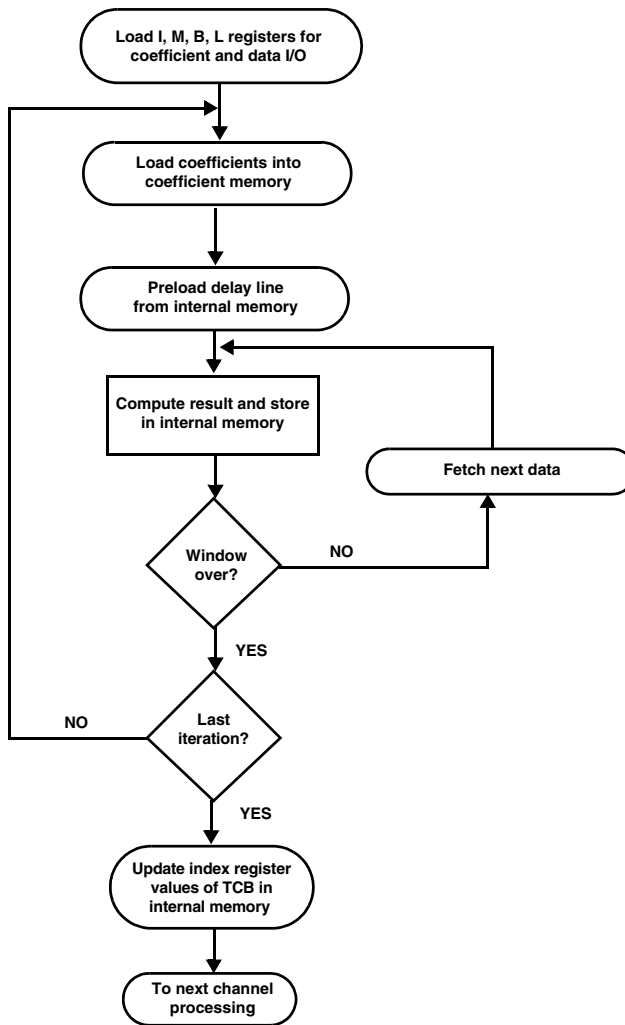 Load I, M, B, L registers for
coefficient and data I/O
Load coefficients into
coefficient memory
Preload delay line
from internal memory
Compute result and store
in internal memory
Fetch next data
Window
over?
NO
YES
Last
iteration?
NO
YES
Update index register
values of TCB in
internal memory
To next channel
processing